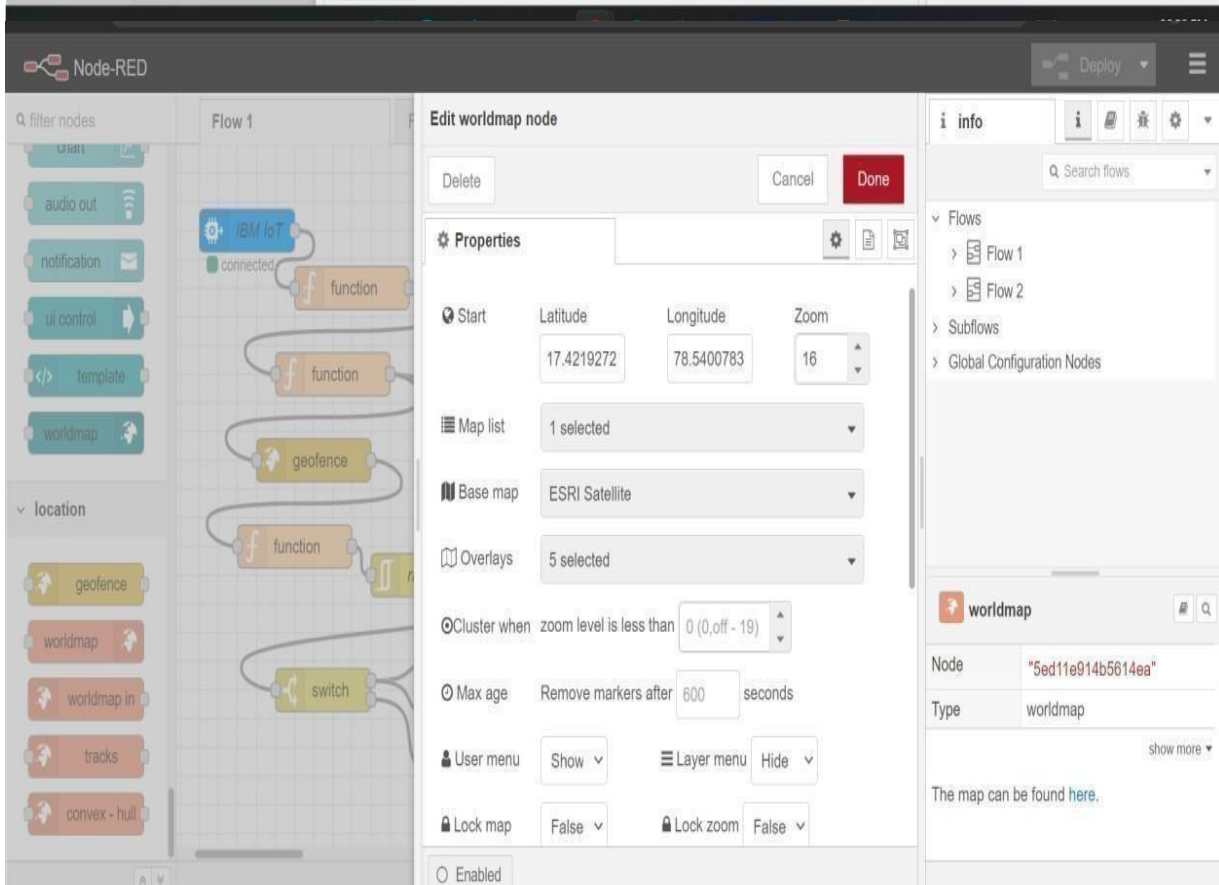 Node-RED
Deploy
filter nodes
chart
audio out
notification
ui control
template
worldmap
location
geofence
worldmap
worldmap in
tracks
convex - hull
Flow 1
IBM IoT
connected
function
function
geofence
function
switch
Edit worldmap node
Delete
Cancel
Done
Properties
Start
Latitude
Longitude
Zoom
17.4219272
78.5400783
16
Map list
1 selected
Base map
ESRI Satellite
Overlays
5 selected
Cluster when zoom level is less than 0 (0,off - 19)
Max age
Remove markers after 600 seconds
User menu
Show
Layer menu
Hide
Lock map
False
Lock zoom
False
Enabled
i info
i
Search flows
Flows
Flow 1
Flow 2
Subflows
Global Configuration Nodes
worldmap
Node
"5ed11e914b5614ea"
Type
worldmap
show more
The map can be found here.